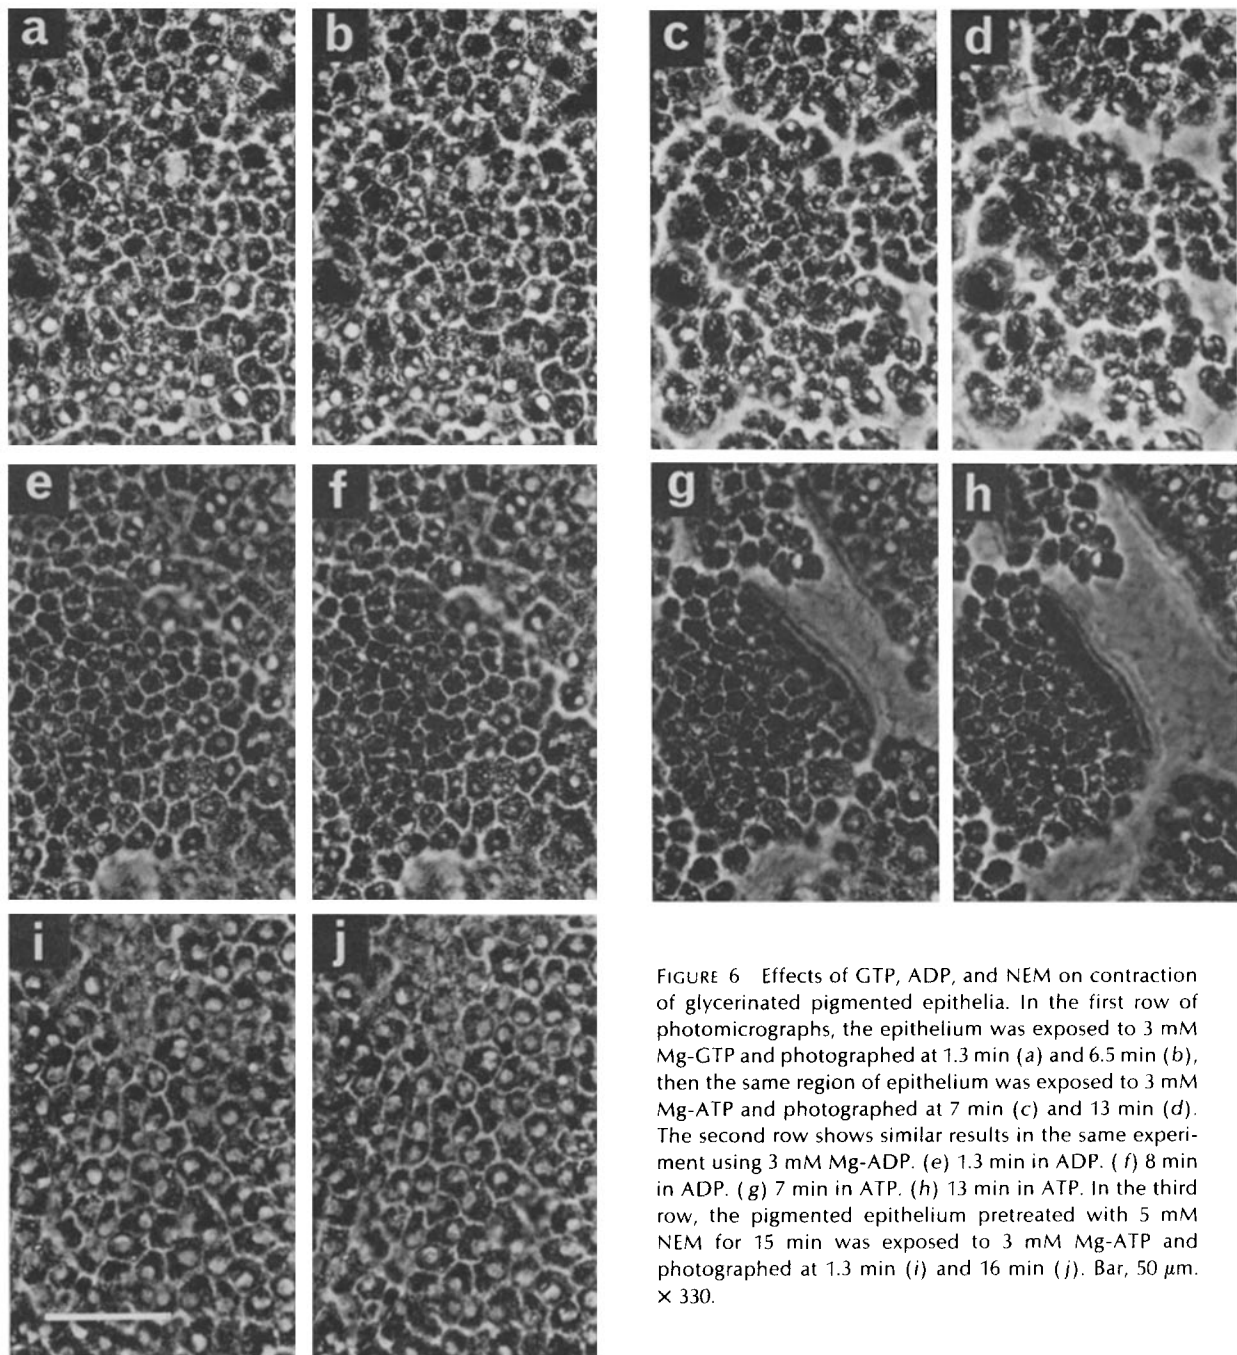 a
b
c
d
e
f
g
h
i
j
FIGURE 6 Effects of GTP, ADP, and NEM on contraction
of glycerinated pigmented epithelia. In the first row of
photomicrographs, the epithelium was exposed to 3 mM
Mg-GTP and photographed at 1.3 min (a) and 6.5 min (b),
then the same region of epithelium was exposed to 3 mM
Mg-ATP and photographed at 7 min (c) and 13 min (d).
The second row shows similar results in the same experi-
ment using 3 mM Mg-ADP. (e) 1.3 min in ADP. (f) 8 min
in ADP. (g) 7 min in ATP. (h) 13 min in ATP. In the third
row, the pigmented epithelium pretreated with 5 mM
NEM for 15 min was exposed to 3 mM Mg-ATP and
photographed at 1.3 min (i) and 16 min (j). Bar, 50 μm.
× 330.